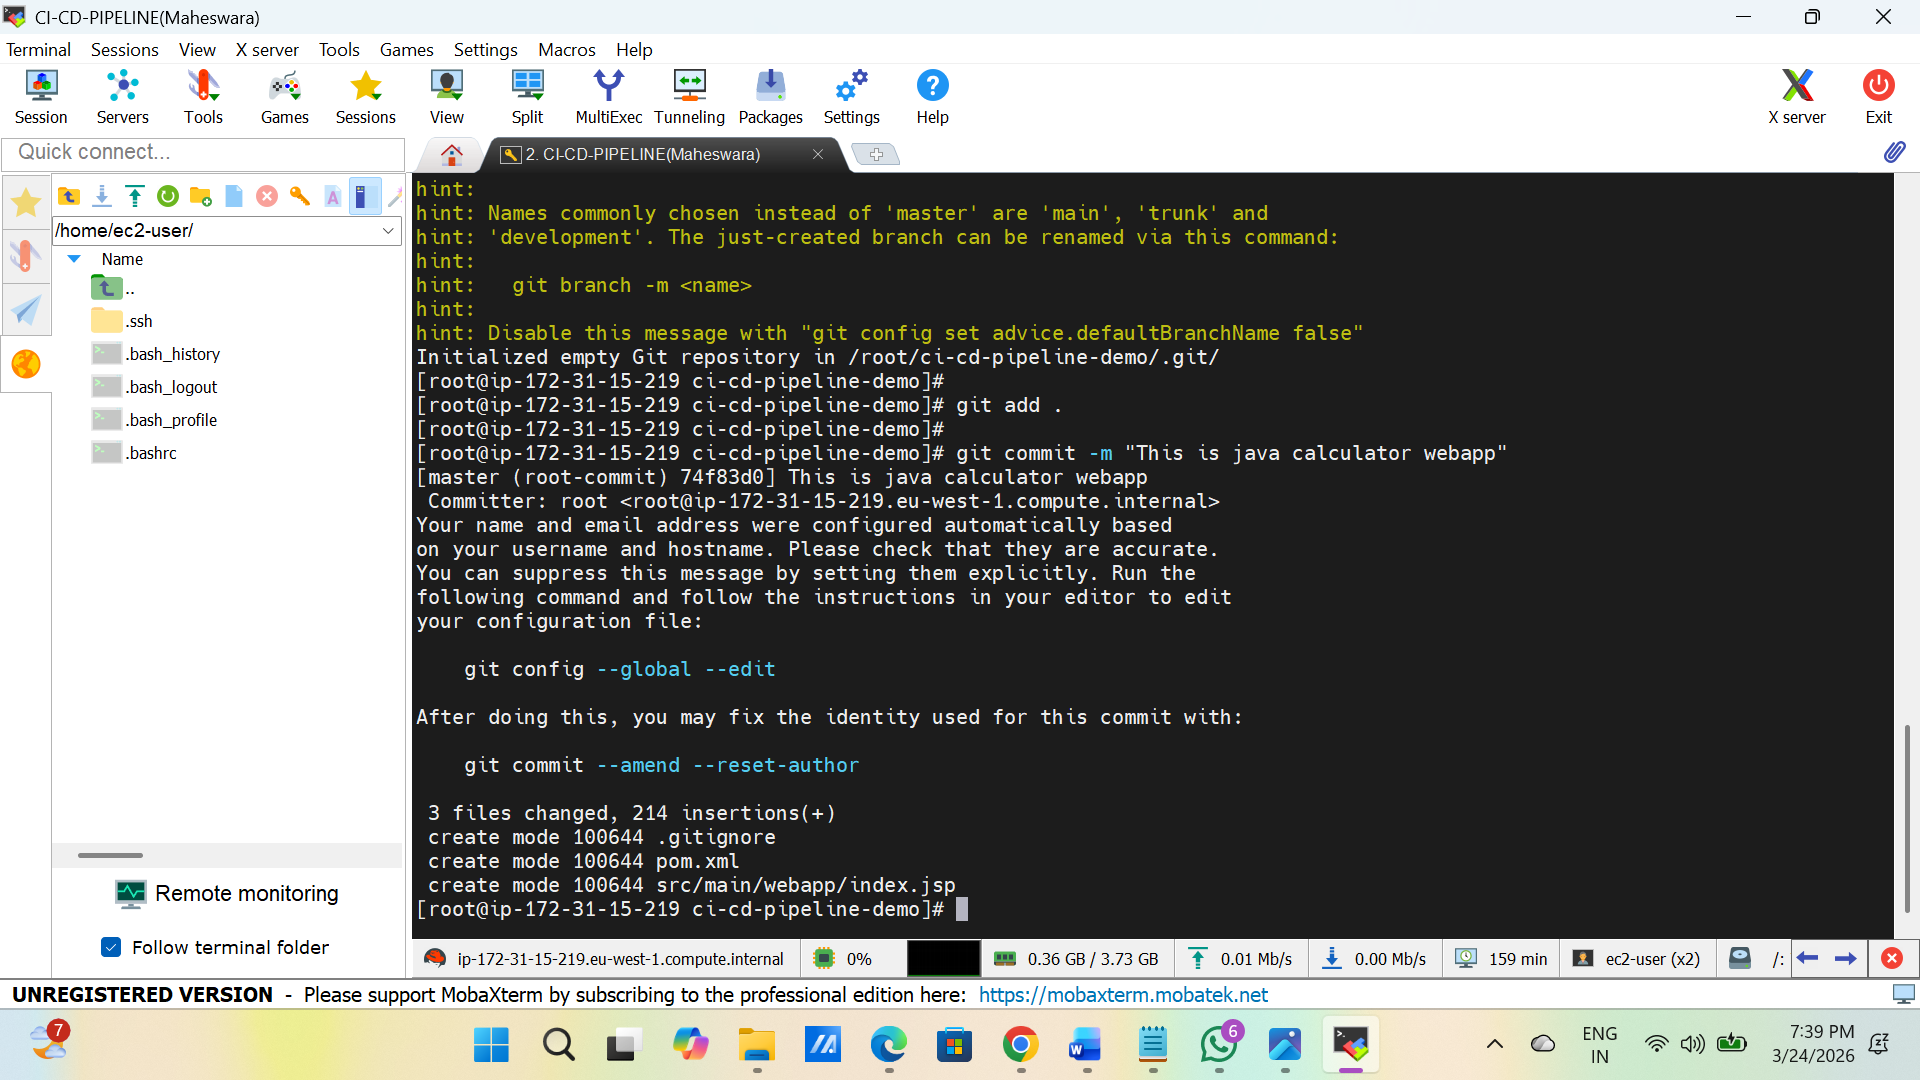 CI-CD-PIPELINE(Maheswara)
Terminal Sessions View X server Tools Games Settings Macros Help
Session Servers Tools Games Sessions View Split MultiExec Tunneling Packages Settings Help X server Exit
Quick connect...
2. CI-CD-PIPELINE(Maheswara)
/home/ec2-user/
Name
..
.ssh
.bash_history
.bash_logout
.bash_profile
.bashrc
Remote monitoring
Follow terminal folder
hint:
hint: Names commonly chosen instead of 'master' are 'main', 'trunk' and
hint: 'development'. The just-created branch can be renamed via this command:
hint:
hint:   git branch -m <name>
hint:
hint: Disable this message with "git config set advice.defaultBranchName false"
Initialized empty Git repository in /root/ci-cd-pipeline-demo/.git/
[root@ip-172-31-15-219 ci-cd-pipeline-demo]#
[root@ip-172-31-15-219 ci-cd-pipeline-demo]# git add .
[root@ip-172-31-15-219 ci-cd-pipeline-demo]#
[root@ip-172-31-15-219 ci-cd-pipeline-demo]# git commit -m "This is java calculator webapp"
[master (root-commit) 74f83d0] This is java calculator webapp
 Committer: root <root@ip-172-31-15-219.eu-west-1.compute.internal>
Your name and email address were configured automatically based
on your username and hostname. Please check that they are accurate.
You can suppress this message by setting them explicitly. Run the
following command and follow the instructions in your editor to edit
your configuration file:
    git config --global --edit
After doing this, you may fix the identity used for this commit with:
    git commit --amend --reset-author
 3 files changed, 214 insertions(+)
 create mode 100644 .gitignore
 create mode 100644 pom.xml
 create mode 100644 src/main/webapp/index.jsp
[root@ip-172-31-15-219 ci-cd-pipeline-demo]#
ip-172-31-15-219.eu-west-1.compute.internal 0% 0.36 GB / 3.73 GB 0.01 Mb/s 0.00 Mb/s 159 min ec2-user (x2) /:
UNREGISTERED VERSION - Please support MobaXterm by subscribing to the professional edition here: https://mobaxterm.mobatek.net
7
6
ENG
IN
7:39 PM
3/24/2026